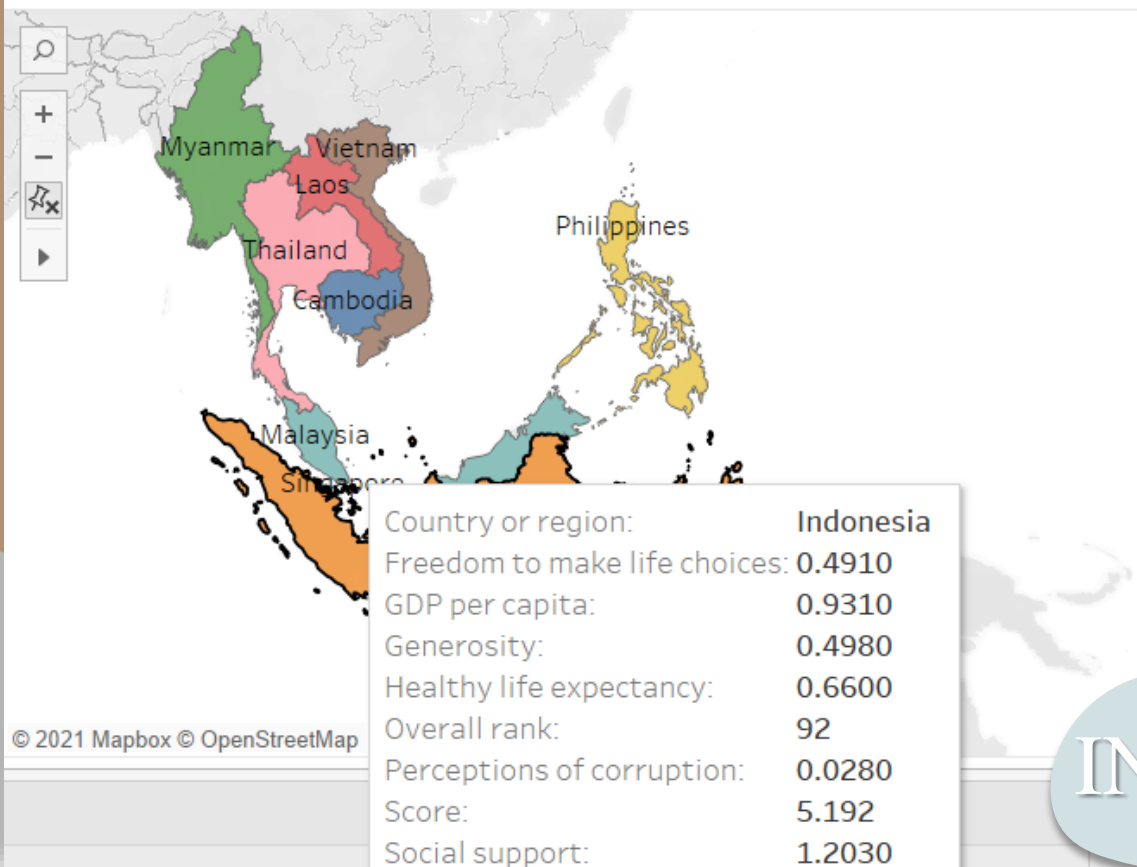 Myanmar
Vietnam
Laos
Philippines
Thailand
Cambodia
Malaysia
Singapore
Country or region: Indonesia
Freedom to make life choices: 0.4910
GDP per capita: 0.9310
Generosity: 0.4980
Healthy life expectancy: 0.6600
© 2021 Mapbox © OpenStreetMap
Overall rank: 92
Perceptions of corruption: 0.0280
Score: 5.192
Social support: 1.2030
IN